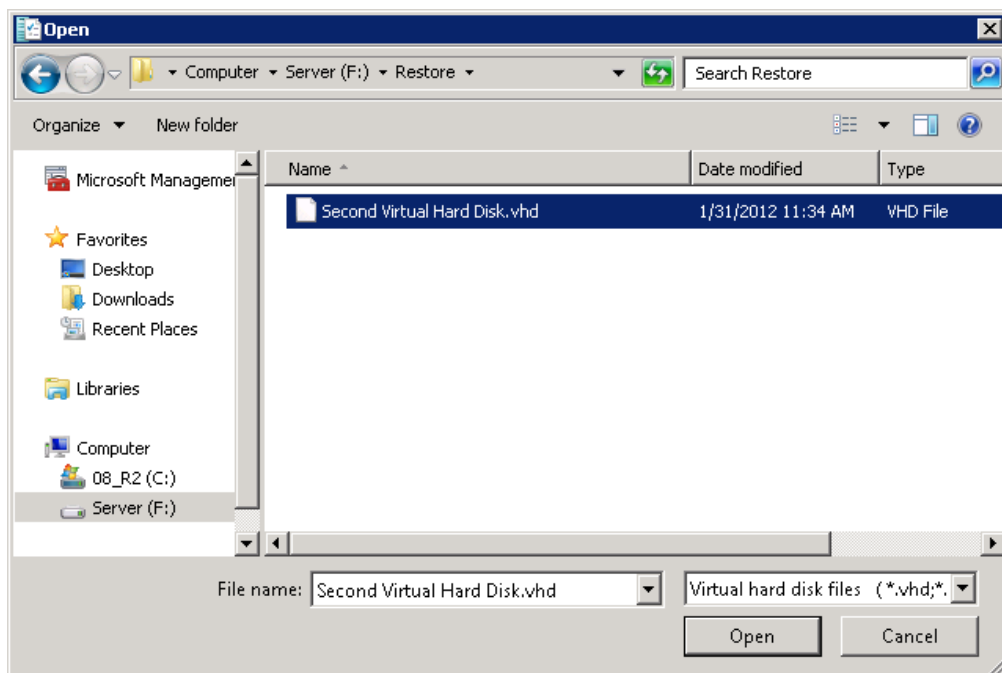 Open
Computer Server (F:) Restore
Search Restore
Organize New folder
Microsoft Manageme
Favorites
Desktop
Downloads
Recent Places
Libraries
Computer
08_R2 (C:)
Server (F:)
Name Date modified Type
Second Virtual Hard Disk.vhd 1/31/2012 11:34 AM VHD File
File name: Second Virtual Hard Disk.vhd Virtual hard disk files (*.vhd;*.
Open Cancel